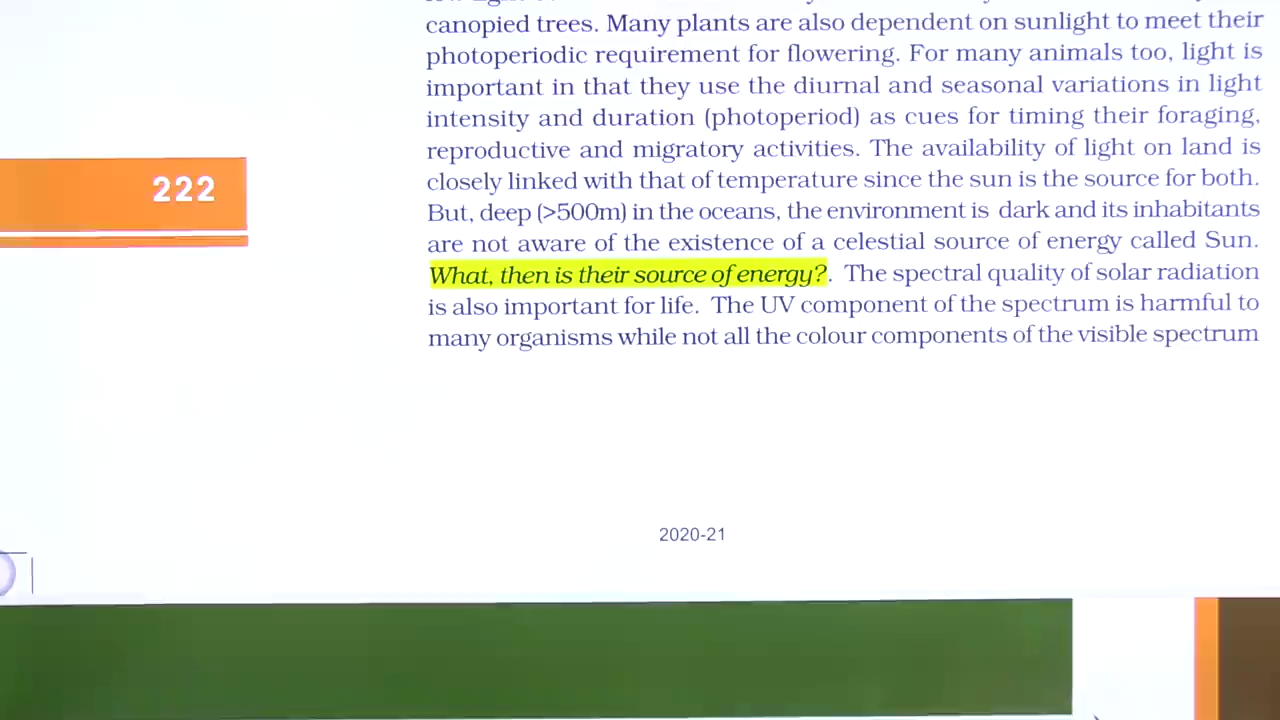 canopied trees. Many plants are also dependent on sunlight to meet their
photoperiodic requirement for flowering. For many animals too, light is
important in that they use the diurnal and seasonal variations in light
intensity and duration (photoperiod) as cues for timing their foraging,
reproductive and migratory activities. The availability of light on land is
closely linked with that of temperature since the sun is the source for both.
But, deep (>500m) in the oceans, the environment is dark and its inhabitants
are not aware of the existence of a celestial source of energy called Sun.
What, then is their source of energy?. The spectral quality of solar radiation
is also important for life. The UV component of the spectrum is harmful to
many organisms while not all the colour components of the visible spectrum
222
2020-21